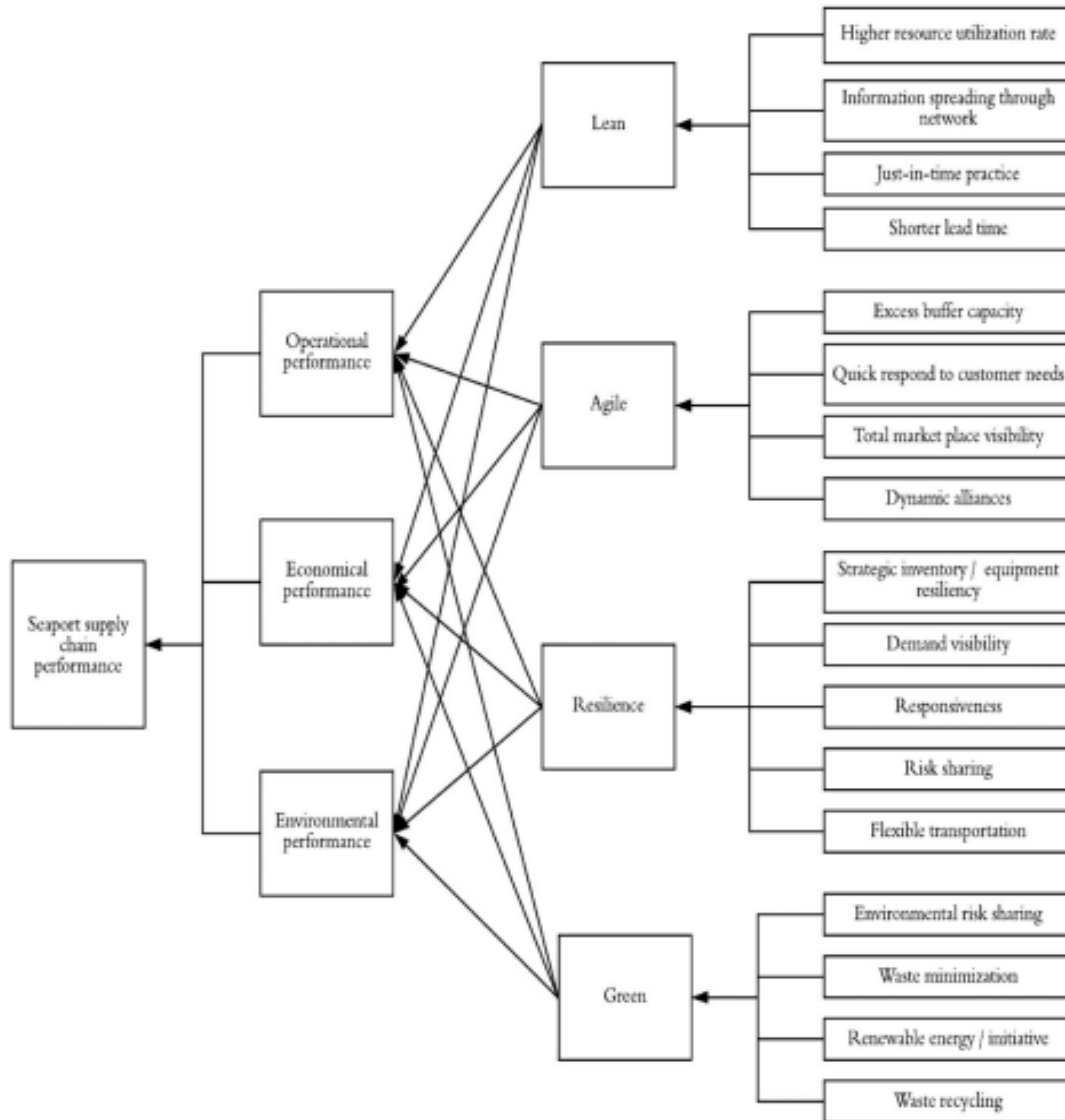 Higher resource utilization rate
Information spreading through
network
Just-in-time practice
Shorter lead time
Lean
Excess buffer capacity
Quick respond to customer needs
Total market place visibility
Dynamic alliances
Agile
Operational
performance
Economical
performance
Environmental
performance
Seaport supply
chain
performance
Strategic inventory / equipment
resiliency
Demand visibility
Responsiveness
Risk sharing
Flexible transportation
Resilience
Environmental risk sharing
Waste minimization
Renewable energy / initiative
Waste recycling
Green